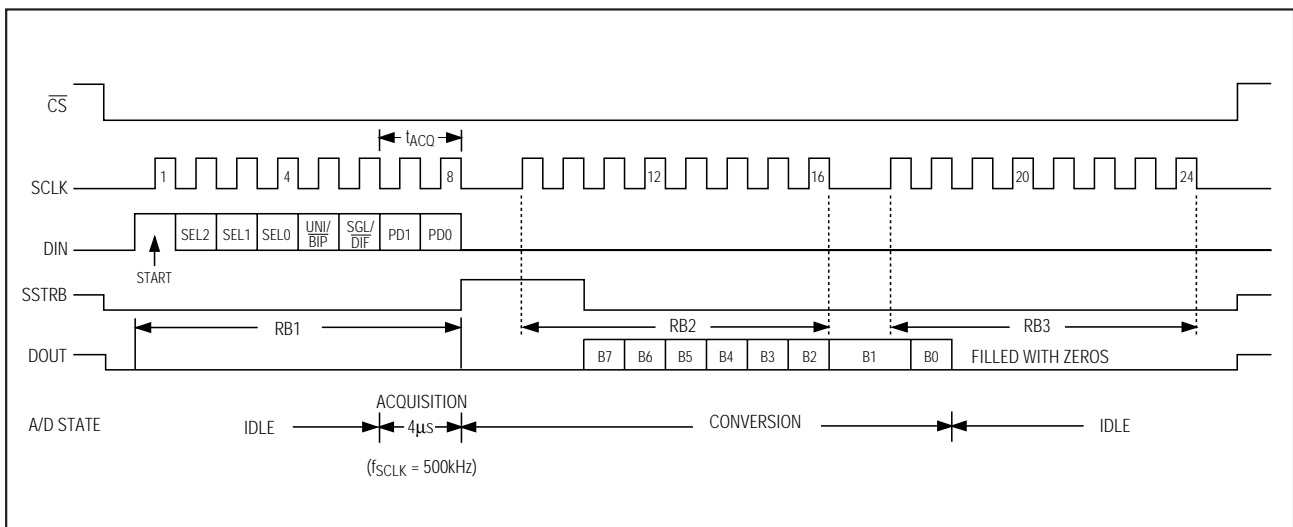 CS
tACQ
SCLK 1 4 8 12 16 20 24
DIN SEL2 SEL1 SEL0 UNI/ BIP SGL/ DIF PD1 PD0
START
SSTRB
RB1 RB2 RB3
DOUT B7 B6 B5 B4 B3 B2 B1 B0 FILLED WITH ZEROS
ACQUISITION
A/D STATE IDLE 4μs CONVERSION IDLE
(fSCLK = 500kHz)